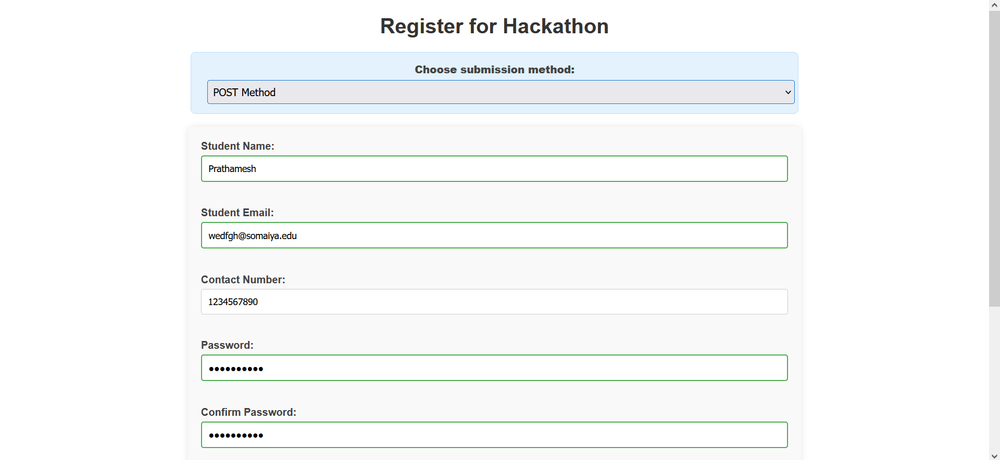 Register for Hackathon
Choose submission method:
POST Method
Student Name:
Prathamesh
Student Email:
wedfgh@somaiya.edu
Contact Number:
1234567890
Password:
••••••••••
Confirm Password:
••••••••••